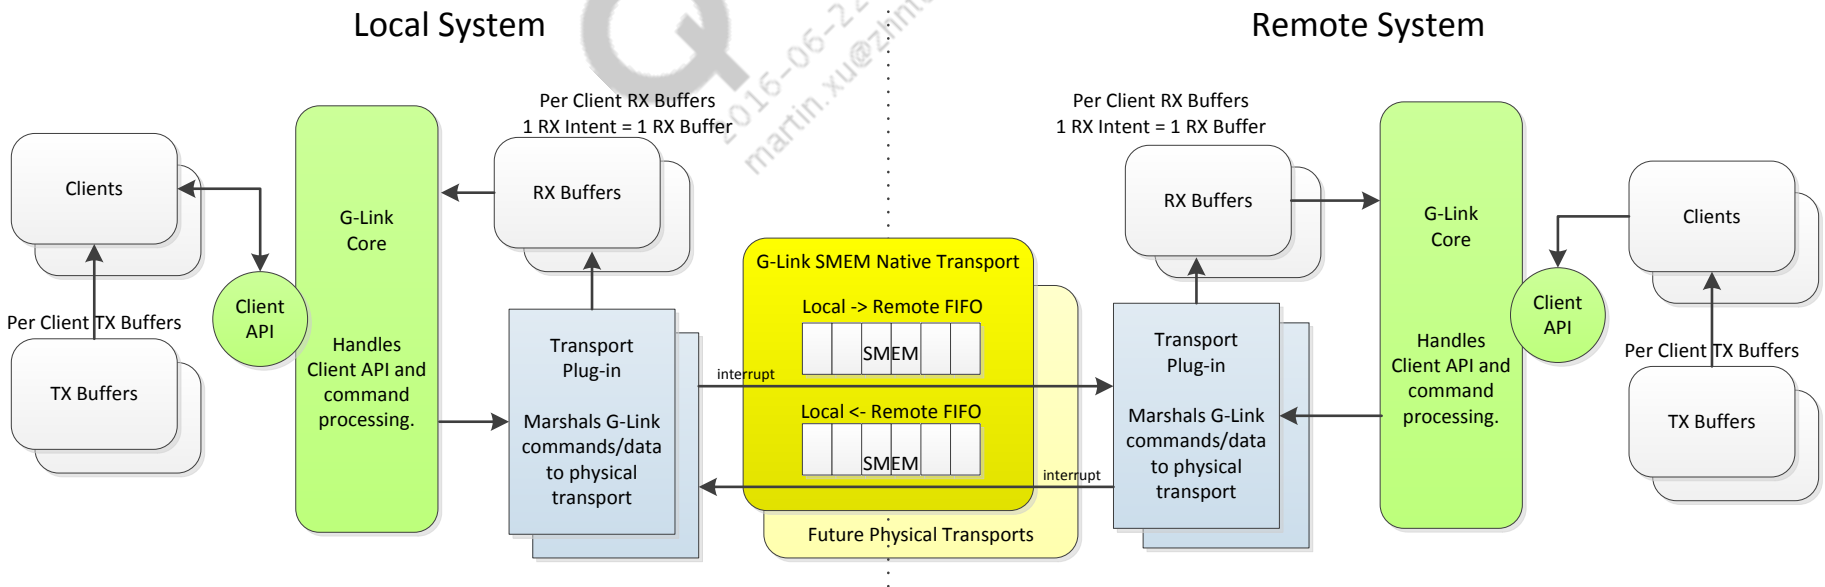 Local System
Remote System
2016-06-22
Per Client RX Buffers
1 RX Intent = 1 RX Buffer
Per Client RX Buffers
1 RX Intent = 1 RX Buffer
Clients
G-Link
Core
RX Buffers
RX Buffers
G-Link
Core
Clients
G-Link SMEM Native Transport
Client
API
Local -> Remote FIFO
SMEM
Client
API
Per Client TX Buffers
Handles
Client API and
command
processing.
Transport
Plug-in
interrupt
Transport
Plug-in
Handles
Client API and
command
processing.
Per Client TX Buffers
TX Buffers
Marshals G-Link
commands/data
to physical
transport
Local <- Remote FIFO
SMEM
interrupt
Marshals G-Link
commands/data
to physical
transport
TX Buffers
Future Physical Transports